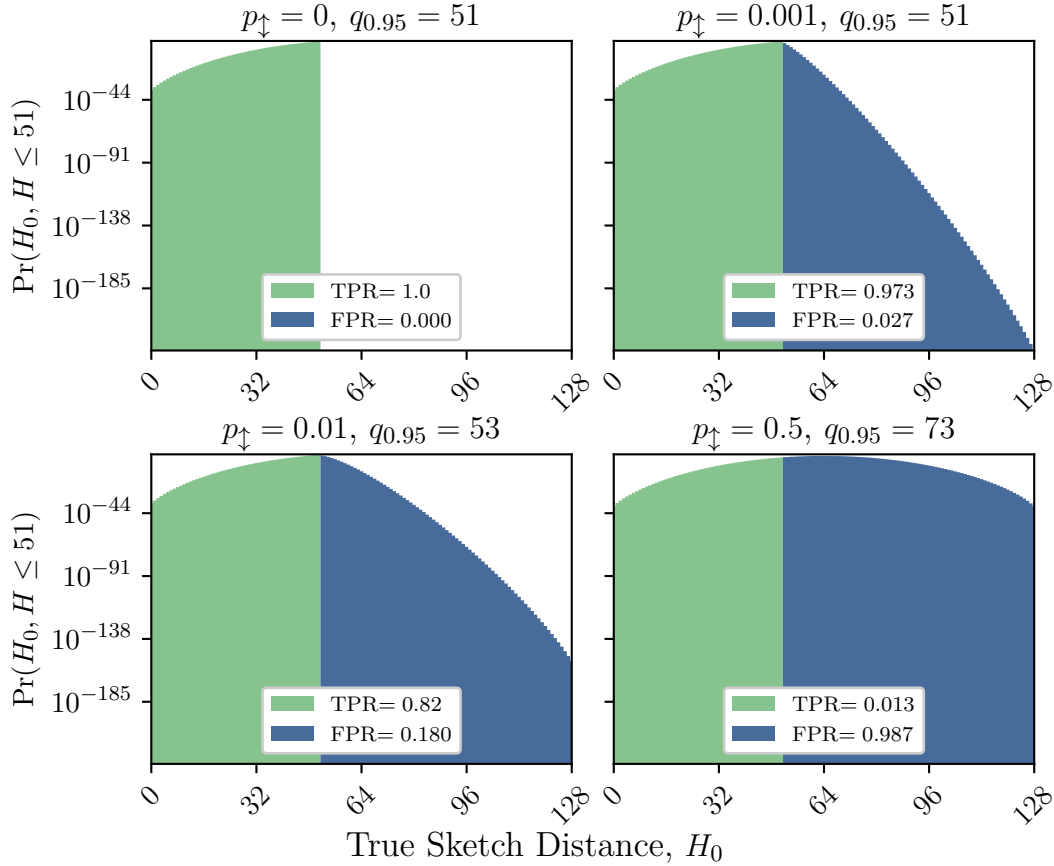 p↕ = 0, q0.95 = 51
p↕ = 0.001, q0.95 = 51
Pr(H0, H ≤ 51)
10−44
10−91
10−138
10−185
TPR= 1.0
FPR= 0.000
0 32 64 96 128
TPR= 0.973
FPR= 0.027
0 32 64 96 128
p↕ = 0.01, q0.95 = 53
p↕ = 0.5, q0.95 = 73
Pr(H0, H ≤ 51)
10−44
10−91
10−138
10−185
TPR= 0.82
FPR= 0.180
0 32 64 96 128
TPR= 0.013
FPR= 0.987
0 32 64 96 128
True Sketch Distance, H0